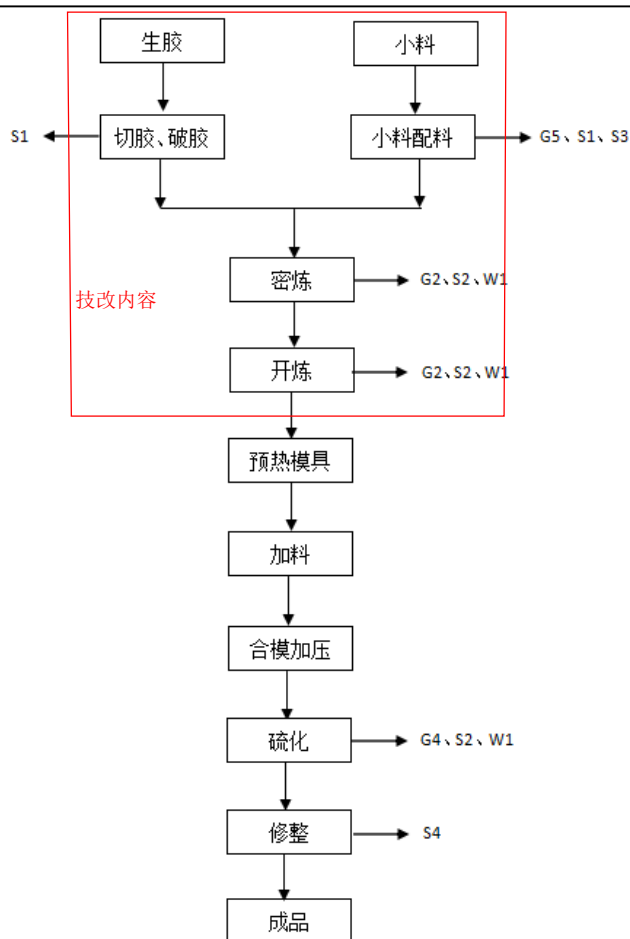 生胶
小料
S1
切胶、破胶
小料配料
G5、S1、S3
密炼
G2、S2、W1
技改内容
开炼
G2、S2、W1
预热模具
加料
合模加压
硫化
G4、S2、W1
修整
S4
成品